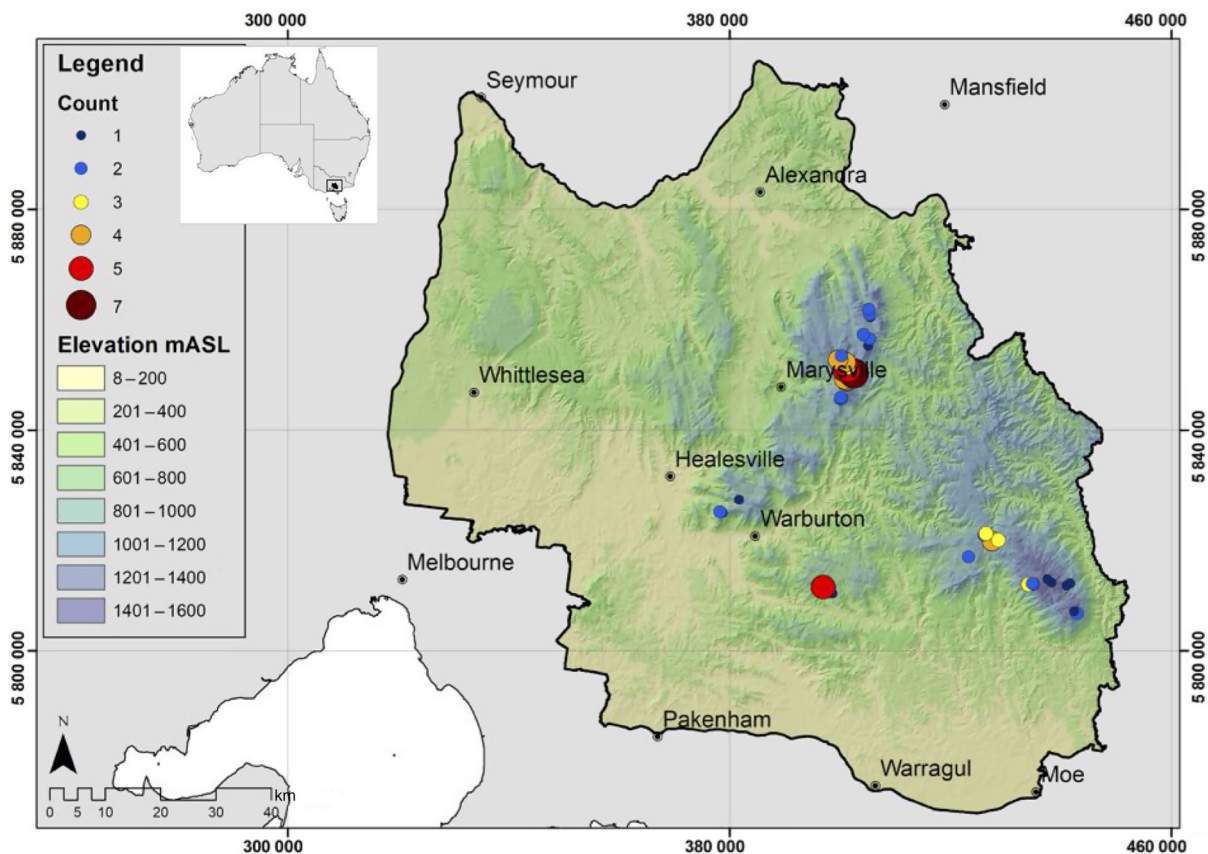 300 000
380 000
460 000
Legend
Count
1
2
3
4
5
7
Elevation mASL
8–200
201–400
401–600
601–800
801–1000
1001–1200
1201–1400
1401–1600
Seymour
Mansfield
Alexandra
Whittlesea
Marysville
Healesville
Warburton
Melbourne
Pakenham
Warragul
Moe
5 880 000
5 840 000
5 800 000
5 880 000
5 840 000
5 800 000
N
0 5 10 20 30 40 km
300 000
380 000
460 000